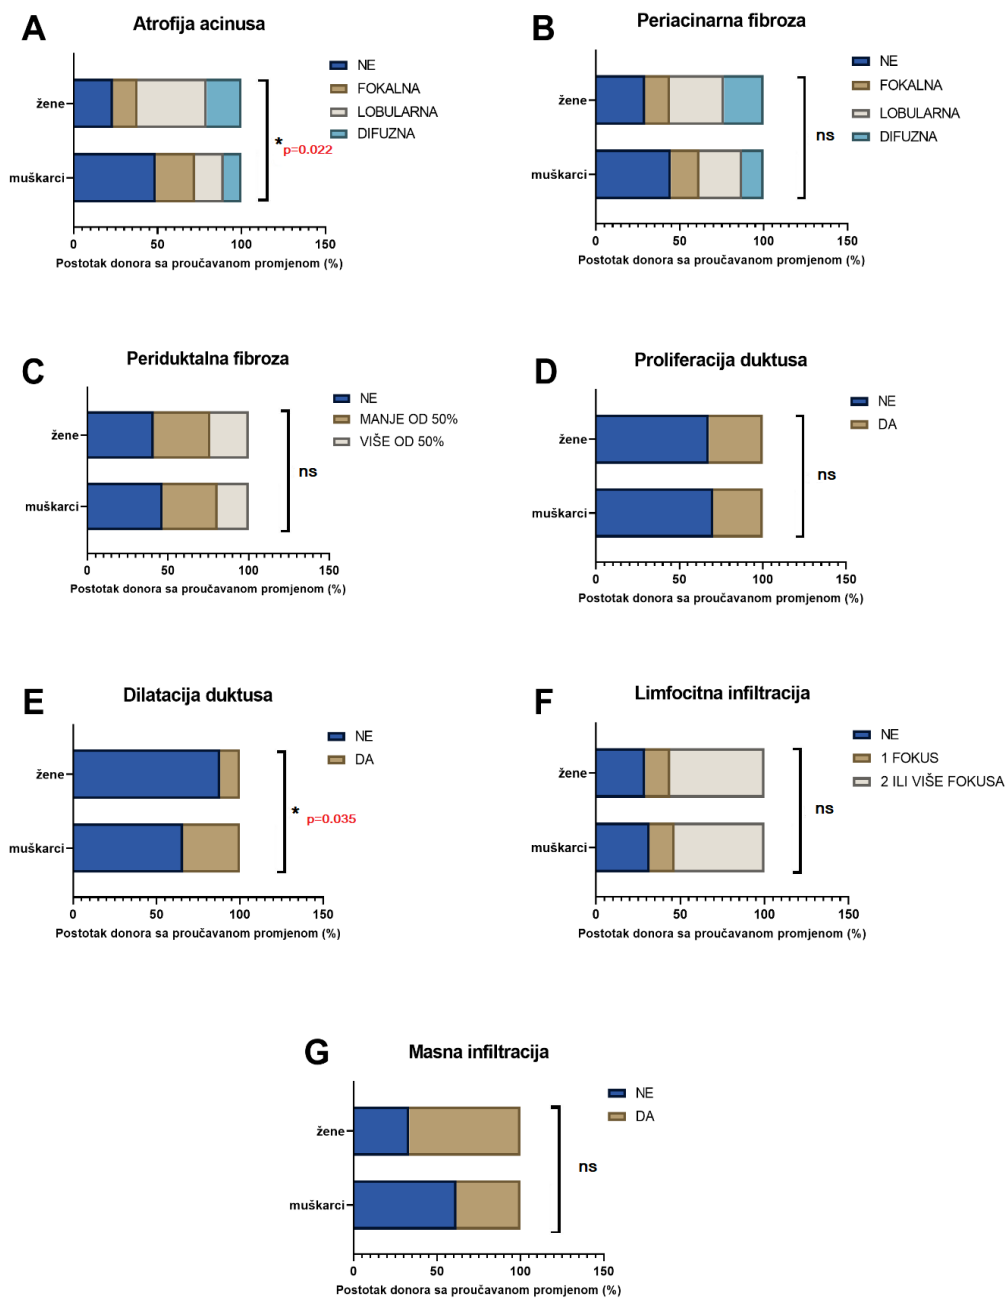 A
Atrofija acinusa
NE
FOKALNA
LOBULARNA
DIFUZNA
žene
muškarci
*
p=0.022
0 50 100 150
Postotak donora sa proučavanom promjenom (%)
B
Periacinarna fibroza
NE
FOKALNA
LOBULARNA
DIFUZNA
žene
muškarci
ns
0 50 100 150
Postotak donora sa proučavanom promjenom (%)
C
Periduktalna fibroza
NE
MANJE OD 50%
VIŠE OD 50%
žene
muškarci
ns
0 50 100 150
Postotak donora sa proučavanom promjenom (%)
D
Proliferacija duktusa
NE
DA
žene
muškarci
ns
0 50 100 150
Postotak donora sa proučavanom promjenom (%)
E
Dilatacija duktusa
NE
DA
žene
muškarci
*
p=0.035
0 50 100 150
Postotak donora sa proučavanom promjenom (%)
F
Limfocitna infiltracija
NE
1 FOKUS
2 ILI VIŠE FOKUSA
žene
muškarci
ns
0 50 100 150
Postotak donora sa proučavanom promjenom (%)
G
Masna infiltracija
NE
DA
žene
muškarci
ns
0 50 100 150
Postotak donora sa proučavanom promjenom (%)